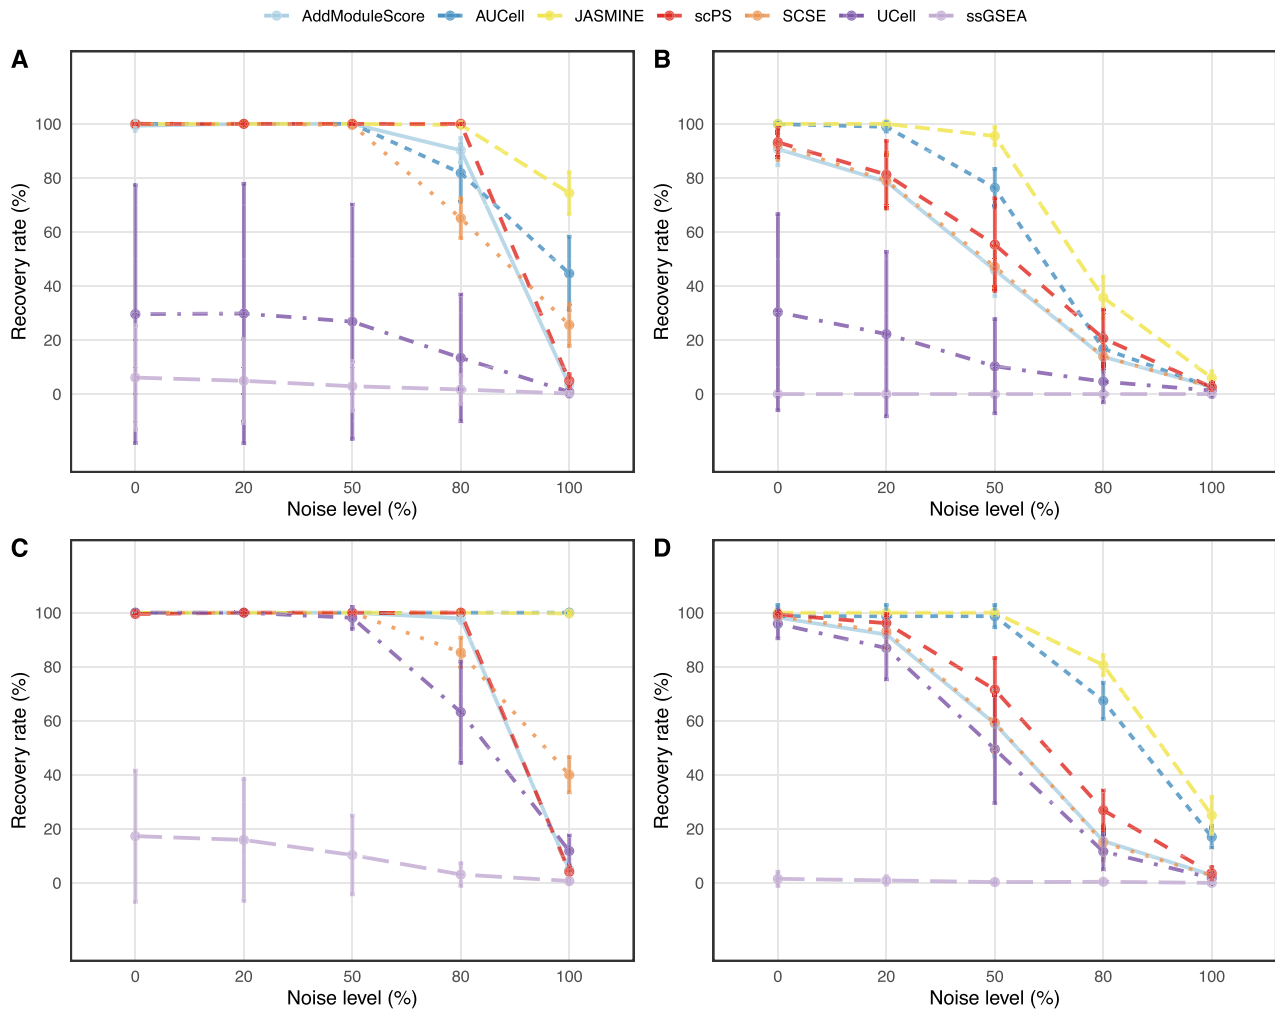 AddModuleScore AUCell JASMINE scPS SCSE UCell ssGSEA
A
Recovery rate (%)
100
80
60
40
20
0
0 20 50 80 100
Noise level (%)
B
Recovery rate (%)
100
80
60
40
20
0
0 20 50 80 100
Noise level (%)
C
Recovery rate (%)
100
80
60
40
20
0
0 20 50 80 100
Noise level (%)
D
Recovery rate (%)
100
80
60
40
20
0
0 20 50 80 100
Noise level (%)